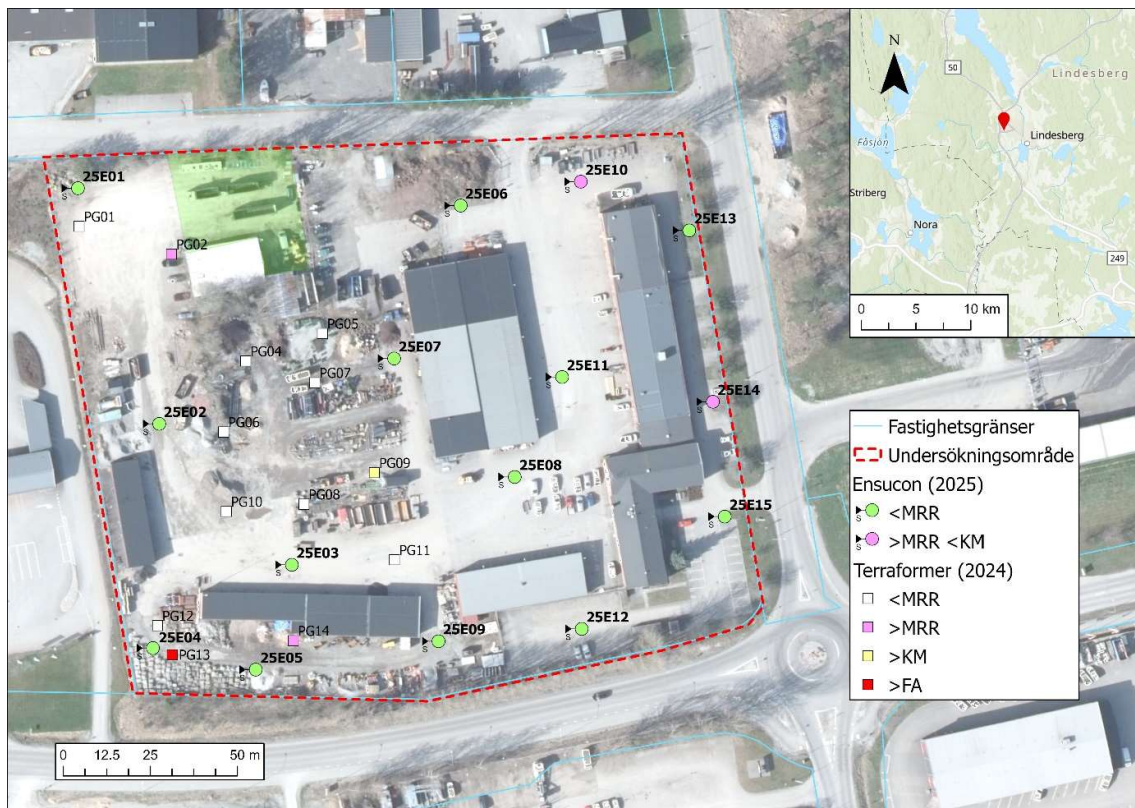 25E01
S
PG01
PG02
25E06
S
25E10
S
25E13
S
PG05
PG04
PG07
25E07
S
25E11
S
25E14
S
25E02
S
PG06
PG09
PG08
PG10
25E08
S
25E15
S
25E03
S
PG11
PG12
25E04
S
PG13
PG14
25E05
S
25E09
S
25E12
S
0 12.5 25 50 m
N
50
Lindesberg
Fåsjön
Lindesberg
Striberg
Nora
249
0 5 10 km
Fastighetsgränser
Undersökningsområde
Ensucon (2025)
S <MRR
S >MRR <KM
Terraformer (2024)
<MRR
>MRR
>KM
>FA